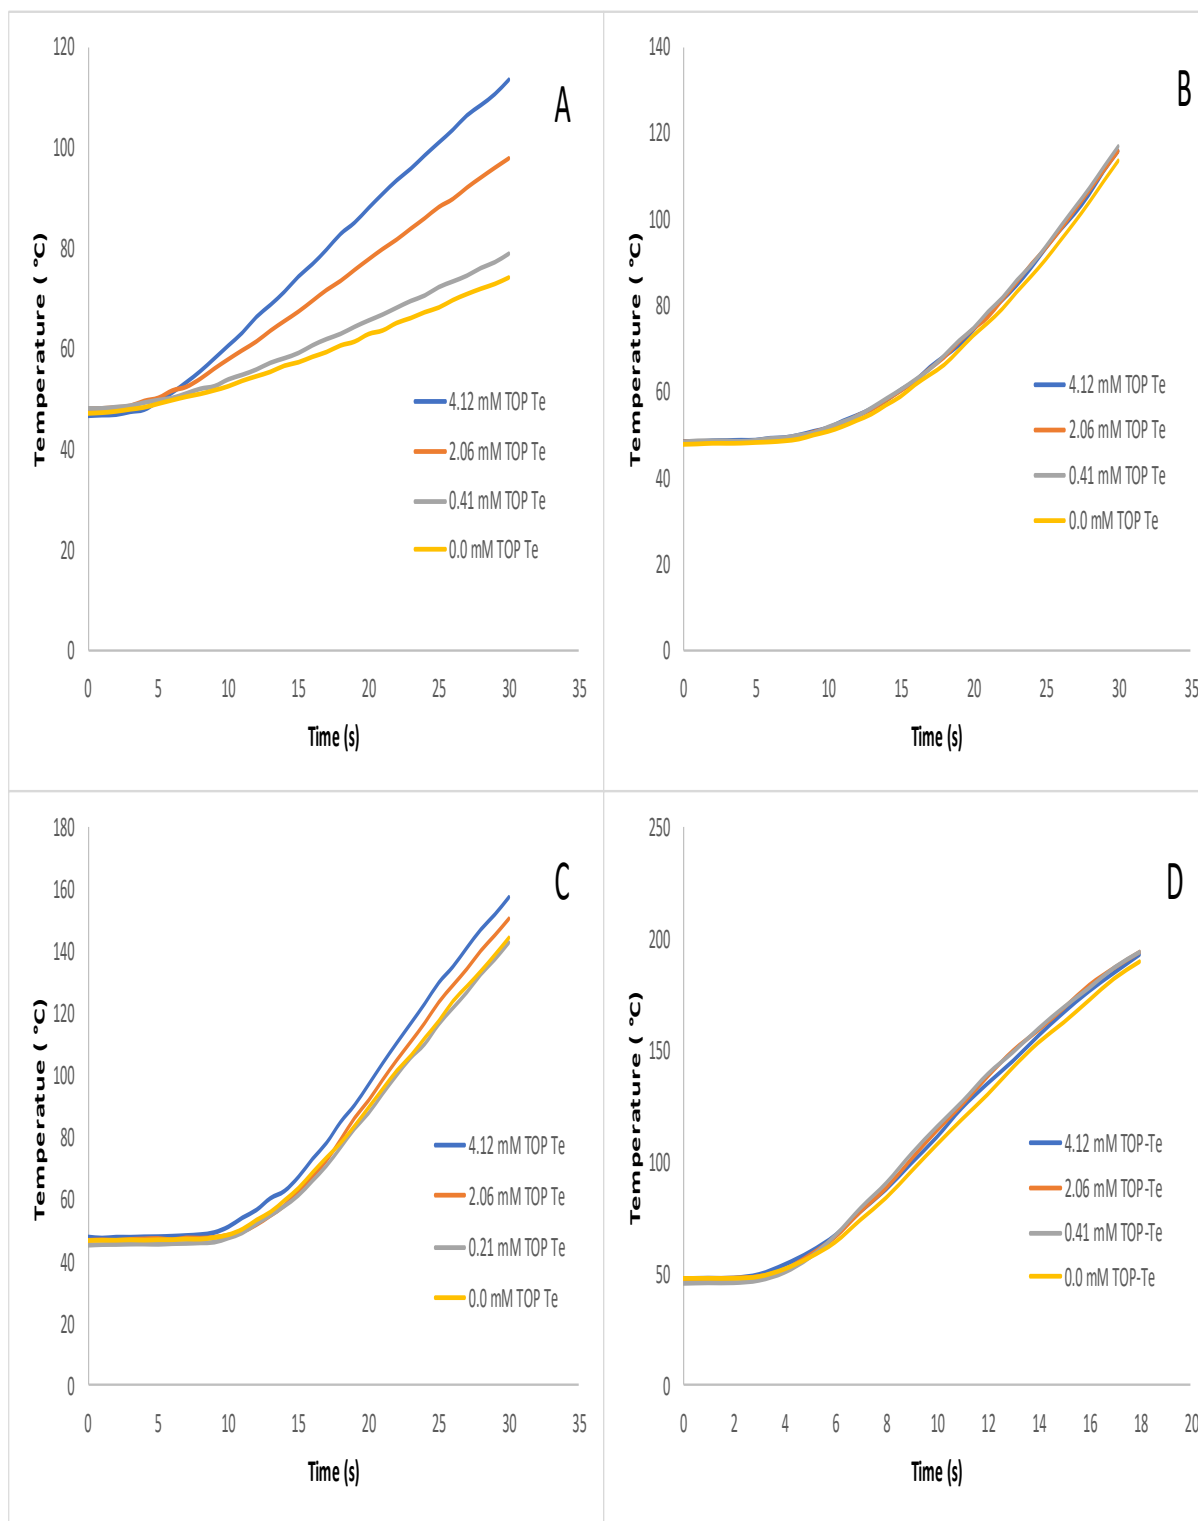 A
Temperature ( °C)
120
100
80
60
40
20
0
0 5 10 15 20 25 30 35
Time (s)
4.12 mM TOP Te
2.06 mM TOP Te
0.41 mM TOP Te
0.0 mM TOP Te
B
Temperature ( °C)
140
120
100
80
60
40
20
0
0 5 10 15 20 25 30 35
Time (s)
4.12 mM TOP Te
2.06 mM TOP Te
0.41 mM TOP Te
0.0 mM TOP Te
C
Temperatue ( °C)
180
160
140
120
100
80
60
40
20
0
0 5 10 15 20 25 30 35
Time (s)
4.12 mM TOP Te
2.06 mM TOP Te
0.21 mM TOP Te
0.0 mM TOP Te
D
Temperature ( °C)
250
200
150
100
50
0
0 2 4 6 8 10 12 14 16 18 20
Time (s)
4.12 mM TOP-Te
2.06 mM TOP-Te
0.41 mM TOP-Te
0.0 mM TOP-Te